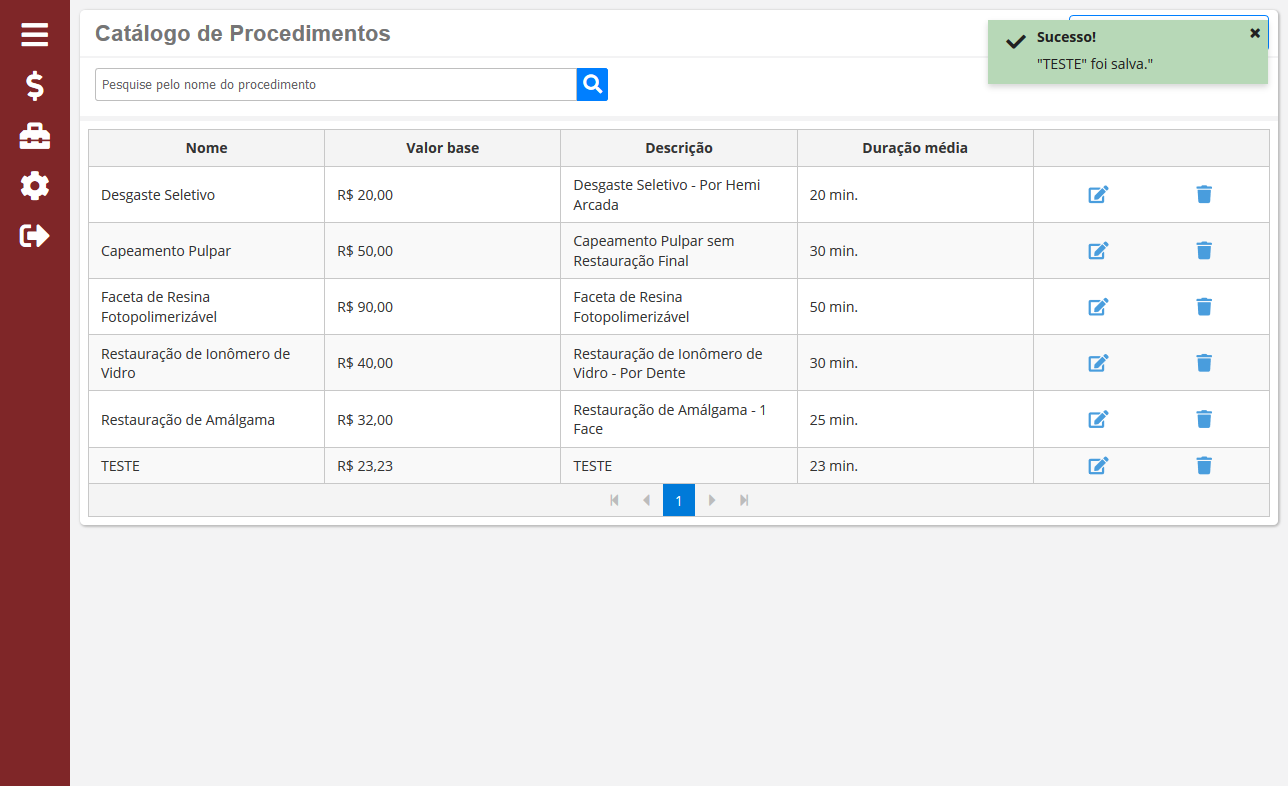 Catálogo de Procedimentos
Sucesso!
"TESTE" foi salva."
Pesquise pelo nome do procedimento
Nome Valor base Descrição Duração média
Desgaste Seletivo R$ 20,00 Desgaste Seletivo - Por Hemi
Arcada 20 min.
Capeamento Pulpar R$ 50,00 Capeamento Pulpar sem
Restauração Final 30 min.
Faceta de Resina
Fotopolimerizável R$ 90,00 Faceta de Resina
Fotopolimerizável 50 min.
Restauração de Ionômero de
Vidro R$ 40,00 Restauração de Ionômero de
Vidro - Por Dente 30 min.
Restauração de Amálgama R$ 32,00 Restauração de Amálgama - 1
Face 25 min.
TESTE R$ 23,23 TESTE 23 min.
1